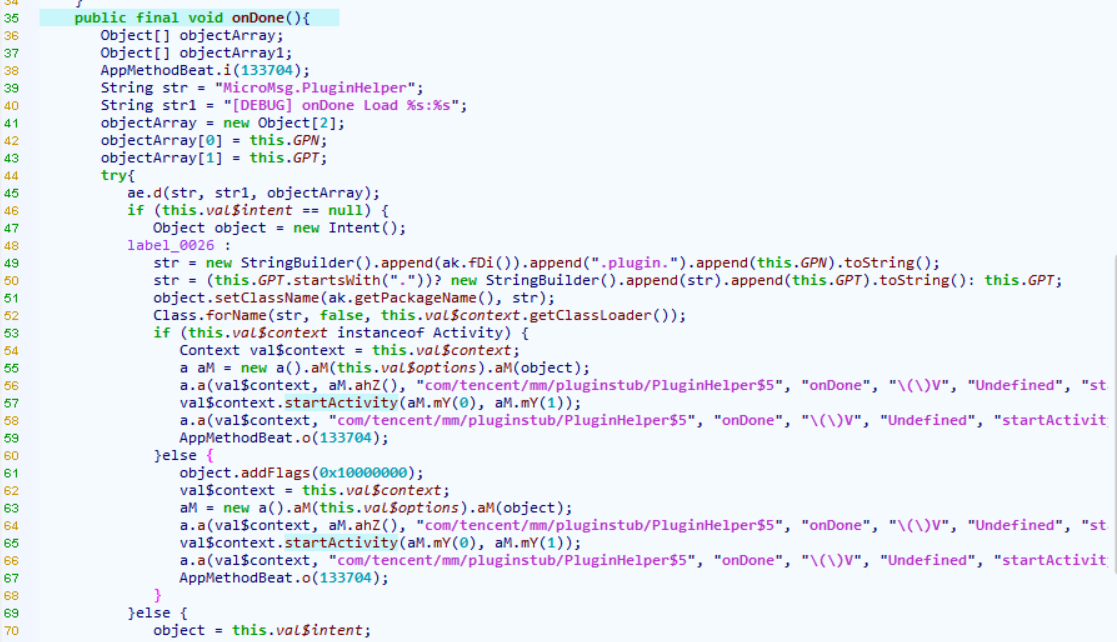 34 }
35 public final void onDone(){
36 Object[] objectArray;
37 Object[] objectArray1;
38 AppMethodBeat.i(133704);
39 String str = "MicroMsg.PluginHelper";
40 String str1 = "[DEBUG] onDone Load %s:%s";
41 objectArray = new Object[2];
42 objectArray[0] = this.GPN;
43 objectArray[1] = this.GPT;
44 try{
45 ae.d(str, str1, objectArray);
46 if (this.val$intent == null) {
47 Object object = new Intent();
48 label_0026 :
49 str = new StringBuilder().append(ak.fDi()).append(".plugin.").append(this.GPN).toString();
50 str = (this.GPT.startsWith("."))? new StringBuilder().append(str).append(this.GPT).toString(): this.GPT;
51 object.setClassName(ak.getPackageName(), str);
52 Class.forName(str, false, this.val$context.getClassLoader());
53 if (this.val$context instanceof Activity) {
54 Context val$context = this.val$context;
55 a aM = new a().aM(this.val$options).aM(object);
56 a.a(val$context, aM.ahZ(), "com/tencent/mm/pluginstub/PluginHelper$5", "onDone", "\(\)V", "Undefined", "st
57 val$context.startActivity(aM.mY(0), aM.mY(1));
58 a.a(val$context, "com/tencent/mm/pluginstub/PluginHelper$5", "onDone", "\(\)V", "Undefined", "startActivit
59 AppMethodBeat.o(133704);
60 }else {
61 object.addFlags(0x10000000);
62 val$context = this.val$context;
63 aM = new a().aM(this.val$options).aM(object);
64 a.a(val$context, aM.ahZ(), "com/tencent/mm/pluginstub/PluginHelper$5", "onDone", "\(\)V", "Undefined", "st
65 val$context.startActivity(aM.mY(0), aM.mY(1));
66 a.a(val$context, "com/tencent/mm/pluginstub/PluginHelper$5", "onDone", "\(\)V", "Undefined", "startActivit
67 AppMethodBeat.o(133704);
68 }
69 }else {
70 object = this.val$intent;